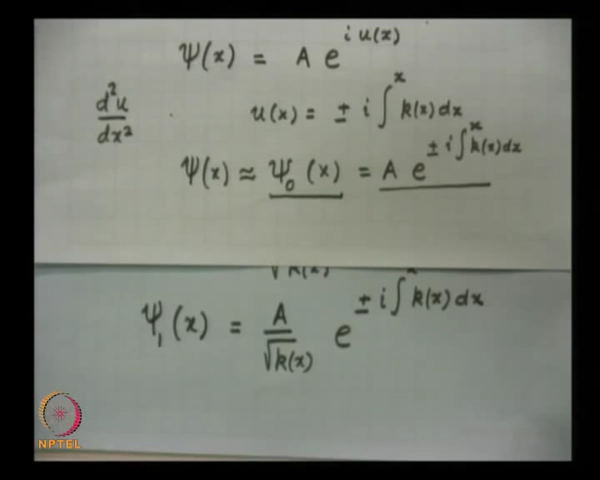 ψ(x) = A e^{i u(x)}
d²u/dx² . u(x) = ± i ∫^x k(x) dx
ψ(x) ≈ ψ₀(x) = A e^{± i ∫^x k(x) dx}
√k(x)
ψ₁(x) = A/√k(x) e^{± i ∫^x k(x) dx}
NPTEL